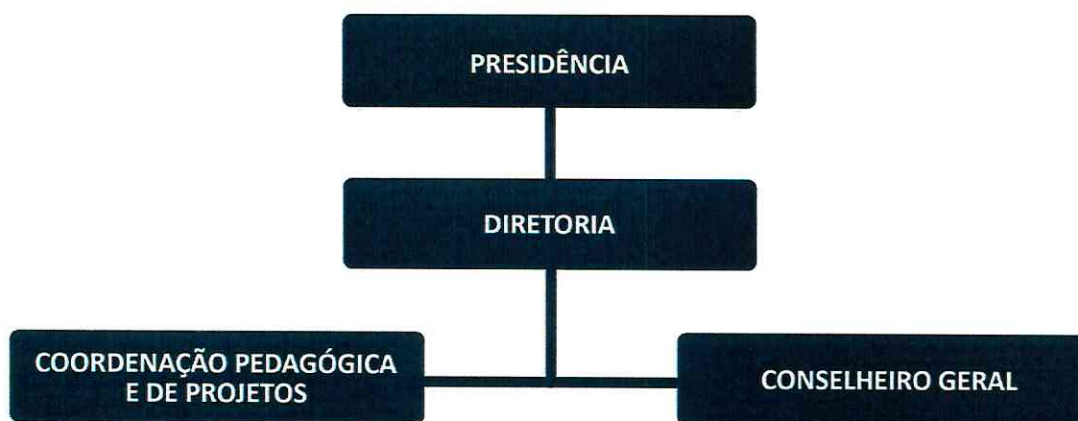 PRESIDÊNCIA
DIRETORIA
COORDENAÇÃO PEDAGÓGICA
E DE PROJETOS
CONSELHEIRO GERAL